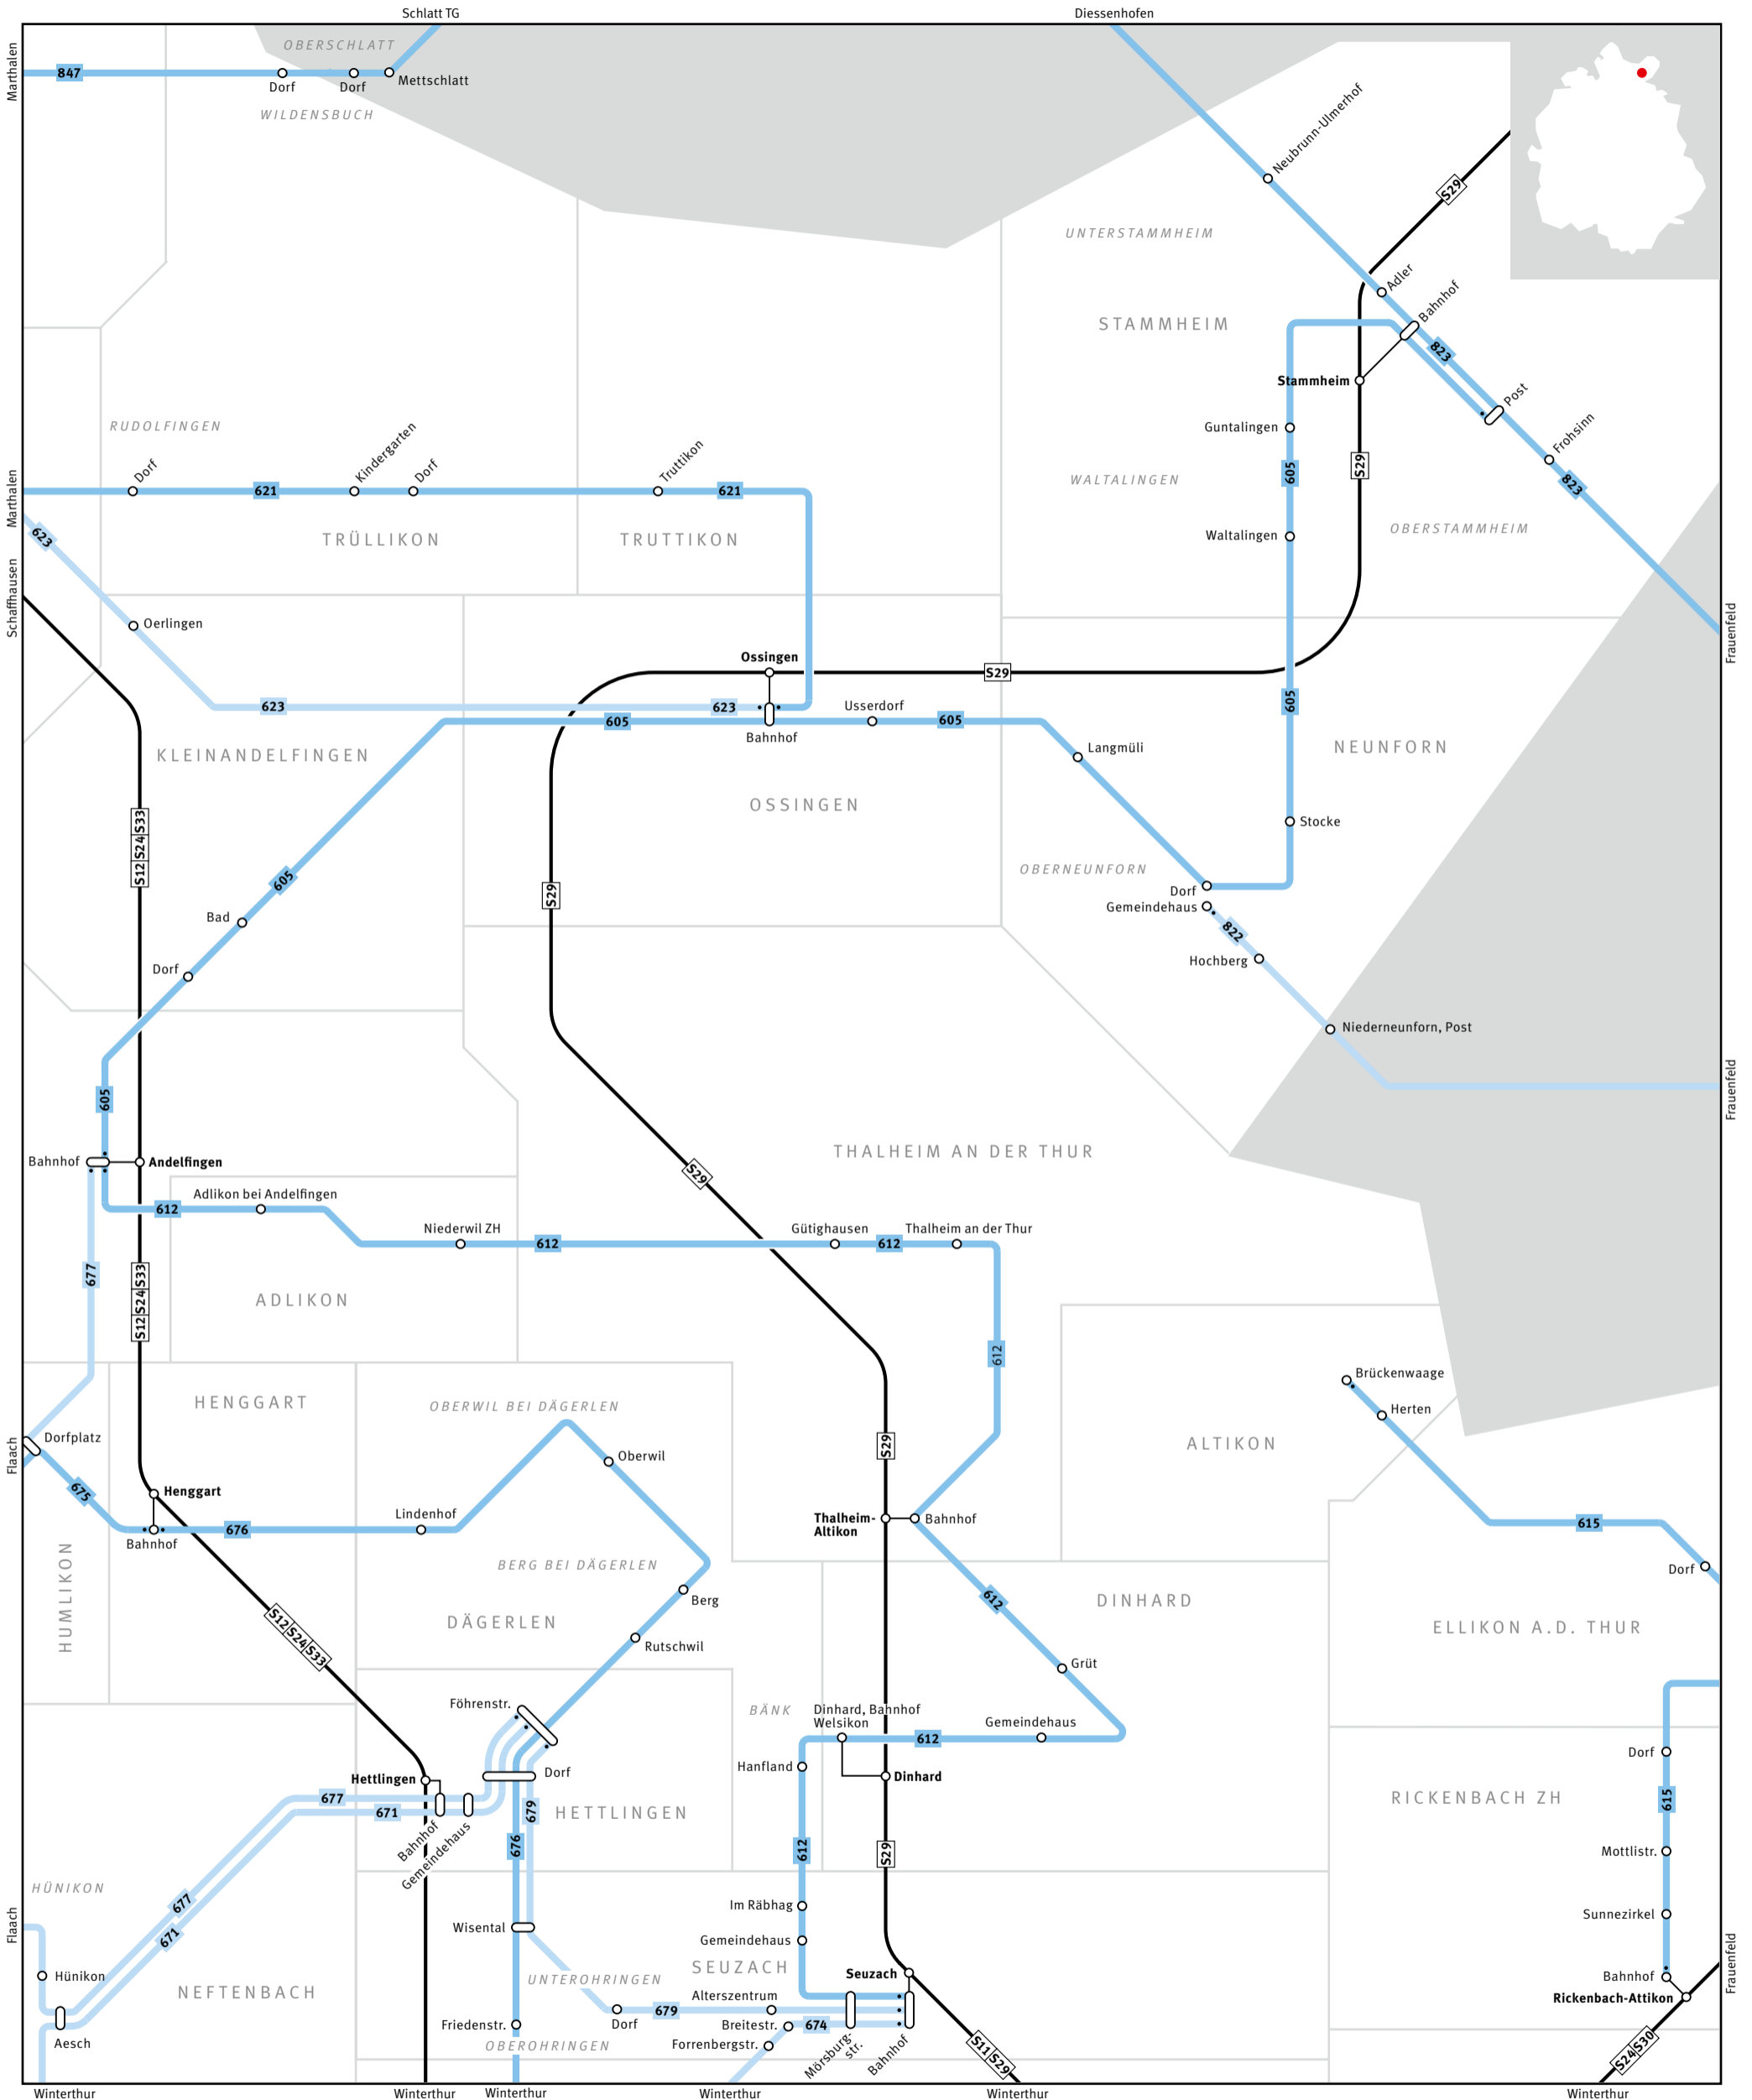 Schlatt TG
Diessenhofen
Marthalen
847
OBERSCHLATT
Dorf
Dorf
Mettschlatt
WILDENSBUCH
Neubrunn-Ulmerhof
S29
UNTERSTAMMHEIM
Adler
Bahnhof
STAMMHEIM
823
Stammheim
Post
Guntalingen
Frohsinn
RUDOLFINGEN
Dorf
Kindergarten
Dorf
Truttikon
605
S29
WALTALINGEN
823
Marthalen
621
621
OBERSTAMMHEIM
623
TRÜLLIKON
TRUTTIKON
Waltalingen
Schaffhausen
Oerlingen
Frauenfeld
Ossingen
S29
623
623
605
Usserdorf
605
605
Bahnhof
Langmüli
NEUNFORN
KLEINANDELFINGEN
OSSINGEN
Stocke
S12|S24|S33
605
S29
OBERNEUNFORN
Dorf
Gemeindehaus
Bad
822
Dorf
Hochberg
Niederneunforn, Post
605
Frauenfeld
THALHEIM AN DER THUR
Bahnhof
Andelfingen
S29
Adlikon bei Andelfingen
612
Niederwil ZH
612
Gütighausen
612
Thalheim an der Thur
677
S12|S24|S33
ADLIKON
612
Brückenwaage
HENGGART
OBERWIL BEI DÄGERLEN
Herten
Flaach
Dorfplatz
S29
ALTIKON
Oberwil
675
Henggart
Lindenhof
Thalheim-
Altikon
Bahnhof
676
615
Bahnhof
BERG BEI DÄGERLEN
Dorf
HUMLIKON
Berg
612
DINHARD
DÄGERLEN
ELLIKON A.D. THUR
S12|S24|S33
Rutschwil
Grüt
Föhrenstr.
BÄNK
Dinhard, Bahnhof
Welsikon
612
Gemeindehaus
Dorf
Hanfland
Dorf
Hettlingen
Dinhard
677
671
679
HETTLINGEN
RICKENBACH ZH
615
Bahnhof
Gemeindehaus
676
612
S29
Mottlistr.
HÜNIKON
677
Im Räbhag
Sunnezirkel
Flaach
671
Wisental
Gemeindehaus
Frauenfeld
Hünikon
UNTEROHRINGEN
SEUZACH
Seuzach
Bahnhof
NEFTENBACH
Alterszentrum
Rickenbach-Attikon
Dorf
679
Aesch
Friedenstr.
Breitestr.
674
OBEROHRINGEN
Forrenbergstr.
Mörsburg-
str.
Bahnhof
S11|S29
S24|S30
Winterthur
Winterthur
Winterthur
Winterthur
Winterthur
Winterthur